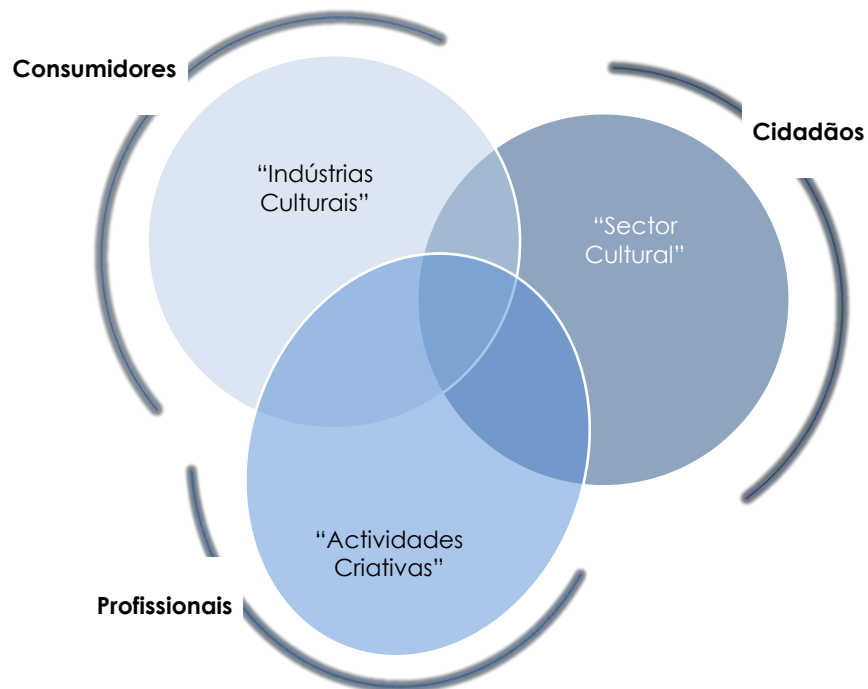 Consumidores
Cidadãos
“Indústrias
Culturais”
“Sector
Cultural”
“Actividades
Criativas”
Profissionais